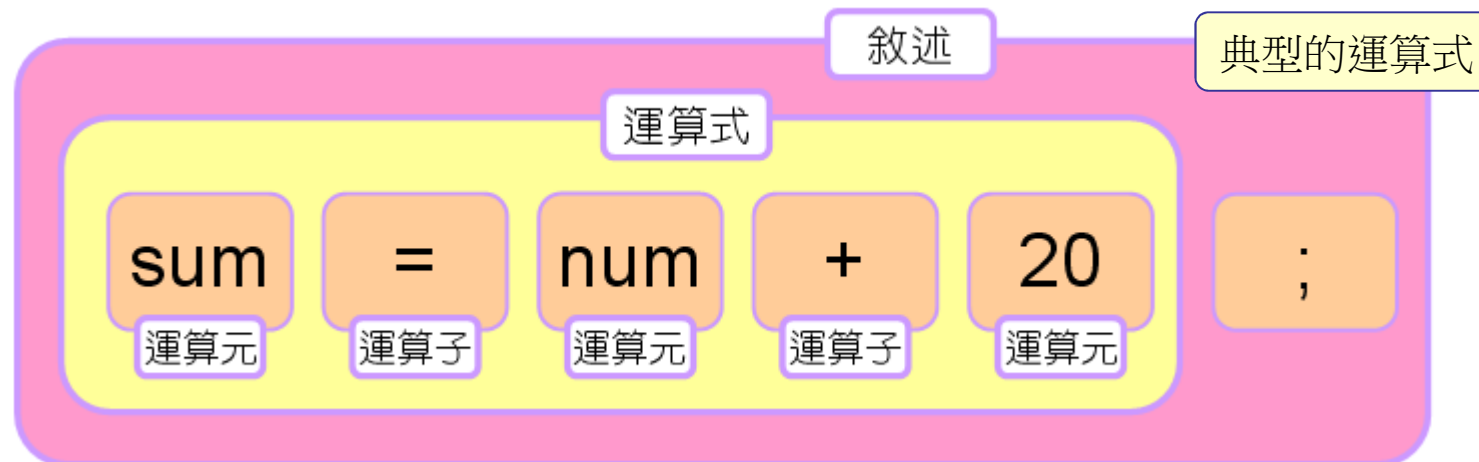 敘述
典型的運算式
運算式
sum = num + 20 ;
運算元 運算子 運算元 運算子 運算元